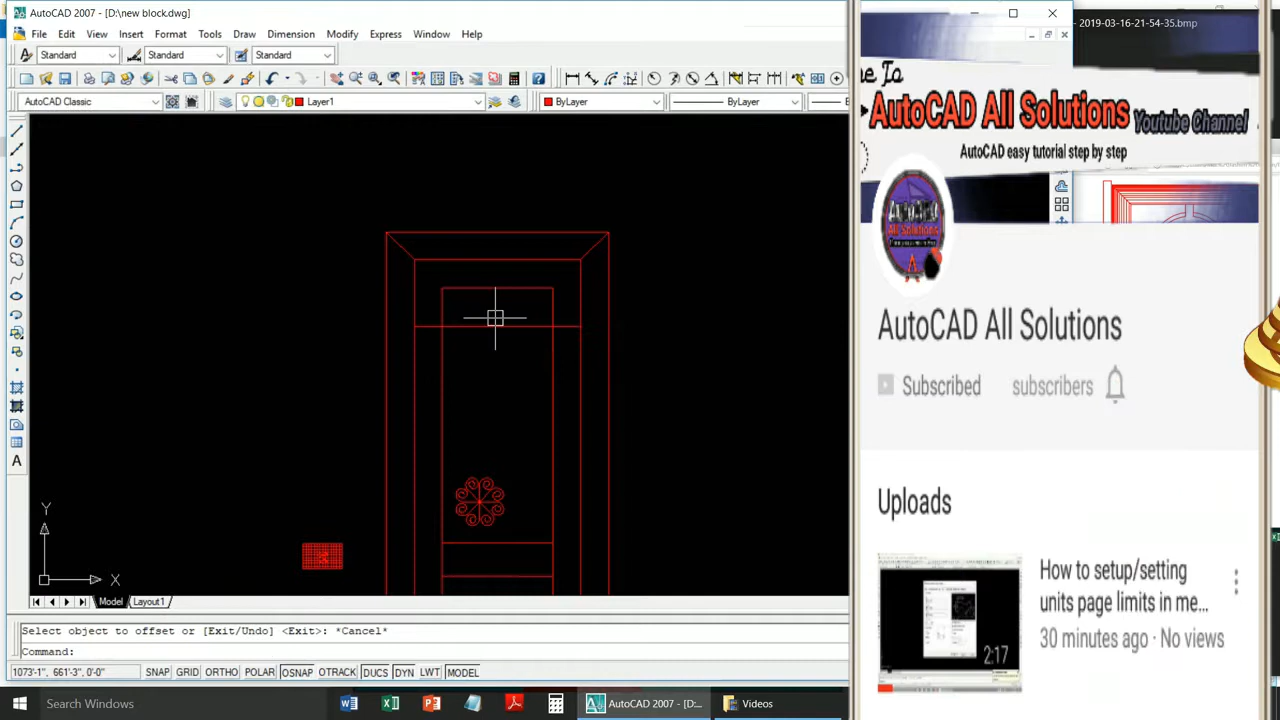 AutoCAD 2007 - [D:\new block.dwg]
File Edit View Insert Format Tools Draw Dimension Modify Express Window Help
Standard Standard Standard
AutoCAD Classic Layer1 ByLayer ByLayer
A
Y
X
Model Layout1
Select object to offset or [Exit/Undo] <Exit>: *Cancel*
Command:
1073'-1", 661'-3", 0'-0" SNAP GRID ORTHO POLAR OSNAP OTRACK DUCS DYN LWT MODEL
Search Windows AutoCAD 2007 - [D:... Videos
- 2019-03-16-21-54-35.bmp
e To
AutoCAD All Solutions Youtube Channel
AutoCAD easy tutorial step by step
All Solutions
AutoCAD All Solutions
Subscribed subscribers
Uploads
How to setup/setting
units page limits in me...
30 minutes ago · No views
2:17